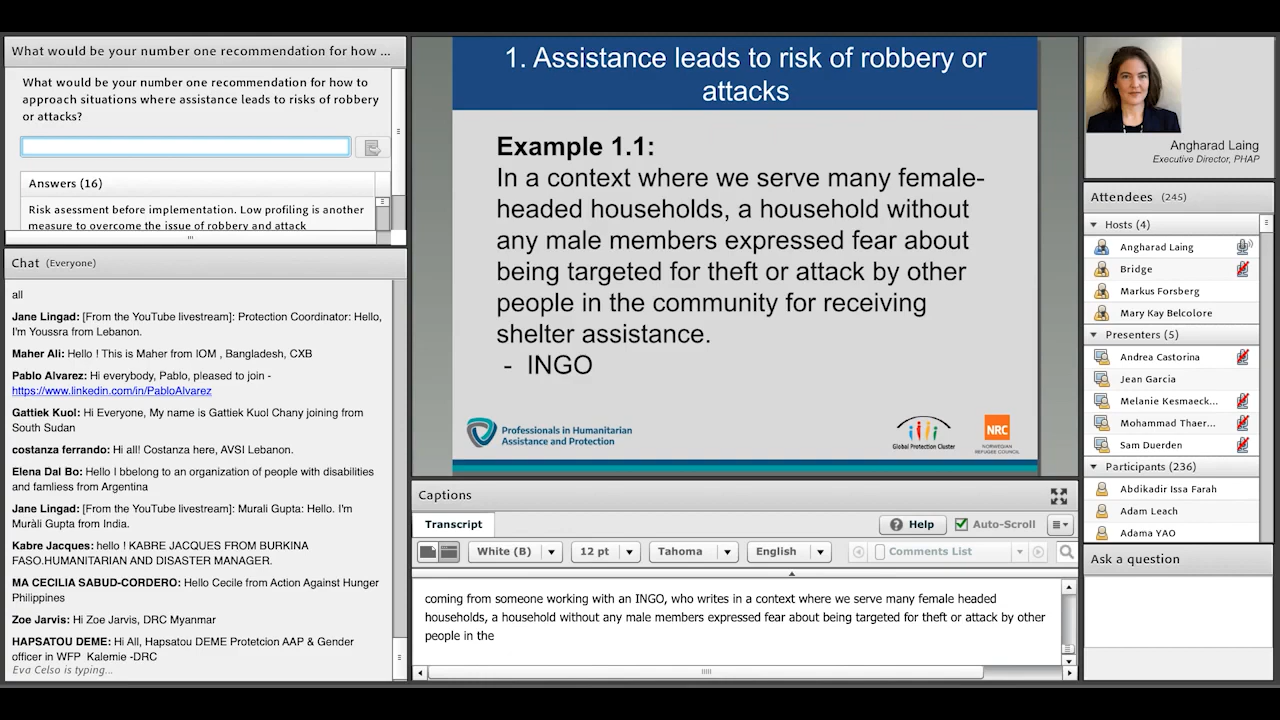 What would be your number one recommendation for how ...
What would be your number one recommendation for how to
approach situations where assistance leads to risks of robbery
or attacks?
Answers (16)
Risk asessment before implementation. Low profiling is another
measure to overcome the issue of robbery and attack
Chat (Everyone)
all
Jane Lingad: [From the YouTube livestream]: Protection Coordinator: Hello,
I'm Youssra from Lebanon.
Maher Ali: Hello ! This is Maher from IOM , Bangladesh, CXB
Pablo Alvarez: Hi everybody, Pablo, pleased to join -
https://www.linkedin.com/in/PabloAlvarez
Gattiek Kuol: Hi Everyone, My name is Gattiek Kuol Chany joining from
South Sudan
costanza ferrando: Hi all! Costanza here, AVSI Lebanon.
Elena Dal Bo: Hello I bbelong to an organization of people with disabilities
and famliess from Argentina
Jane Lingad: [From the YouTube livestream]: Murali Gupta: Hello. I'm
Muràli Gupta from India.
Kabre Jacques: hello ! KABRE JACQUES FROM BURKINA
FASO.HUMANITARIAN AND DISASTER MANAGER.
MA CECILIA SABUD-CORDERO: Hello Cecile from Action Against Hunger
Philippines
Zoe Jarvis: Hi Zoe Jarvis, DRC Myanmar
HAPSATOU DEME: Hi All, Hapsatou DEME Protetcion AAP & Gender
officer in WFP Kalemie -DRC
Eva Celso is typing...
1. Assistance leads to risk of robbery or
attacks
Example 1.1:
In a context where we serve many female-
headed households, a household without
any male members expressed fear about
being targeted for theft or attack by other
people in the community for receiving
shelter assistance.
- INGO
Professionals in Humanitarian
Assistance and Protection
Global Protection Cluster
NRC
NORWEGIAN
REFUGEE COUNCIL
Captions
Transcript
Help
Auto-Scroll
White (B)
12 pt
Tahoma
English
Comments List
coming from someone working with an INGO, who writes in a context where we serve many female headed
households, a household without any male members expressed fear about being targeted for theft or attack by other
people in the
Angharad Laing
Executive Director, PHAP
Attendees (245)
Hosts (4)
Angharad Laing
Bridge
Markus Forsberg
Mary Kay Belcolore
Presenters (5)
Andrea Castorina
Jean Garcia
Melanie Kesmaeck...
Mohammad Thaer...
Sam Duerden
Participants (236)
Abdikadir Issa Farah
Adam Leach
Adama YAO
Ask a question